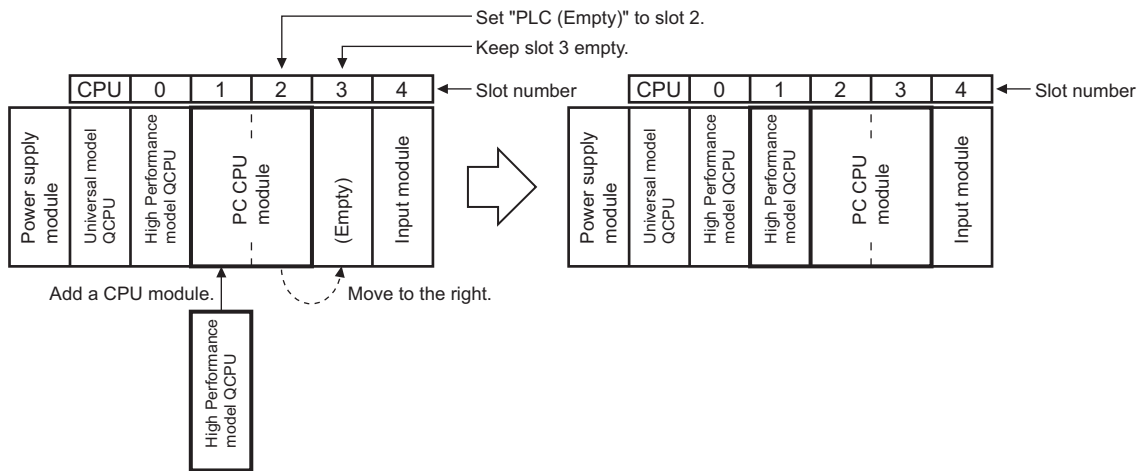 Set "PLC (Empty)" to slot 2.
Keep slot 3 empty.
CPU 0 1 2 3 4
Slot number
Power supply
module
Universal model
QCPU
High Performance
model QCPU
PC CPU
module
(Empty)
Input module
Add a CPU module.
Move to the right.
High Performance
model QCPU
CPU 0 1 2 3 4
Slot number
Power supply
module
Universal model
QCPU
High Performance
model QCPU
High Performance
model QCPU
PC CPU
module
Input module